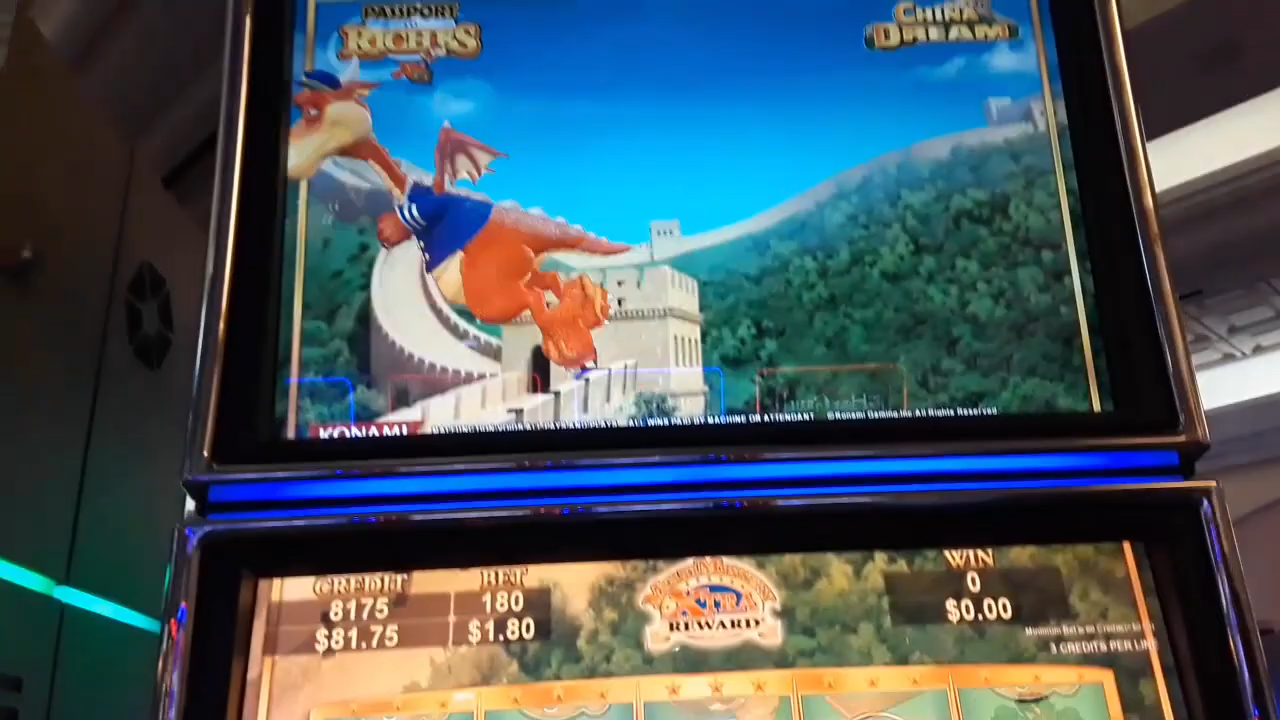 PASSPORT
TO
RICHES
CHINA
DREAM
KONAMI
ALL WINS PAID BY MACHINE OR ATTENDANT ©Konami Gaming, Inc. All Rights Reserved
CREDIT
8175
$81.75
BET
180
$1.80
XTRA
REWARD
WIN
0
$0.00
3 CREDITS PER LINE